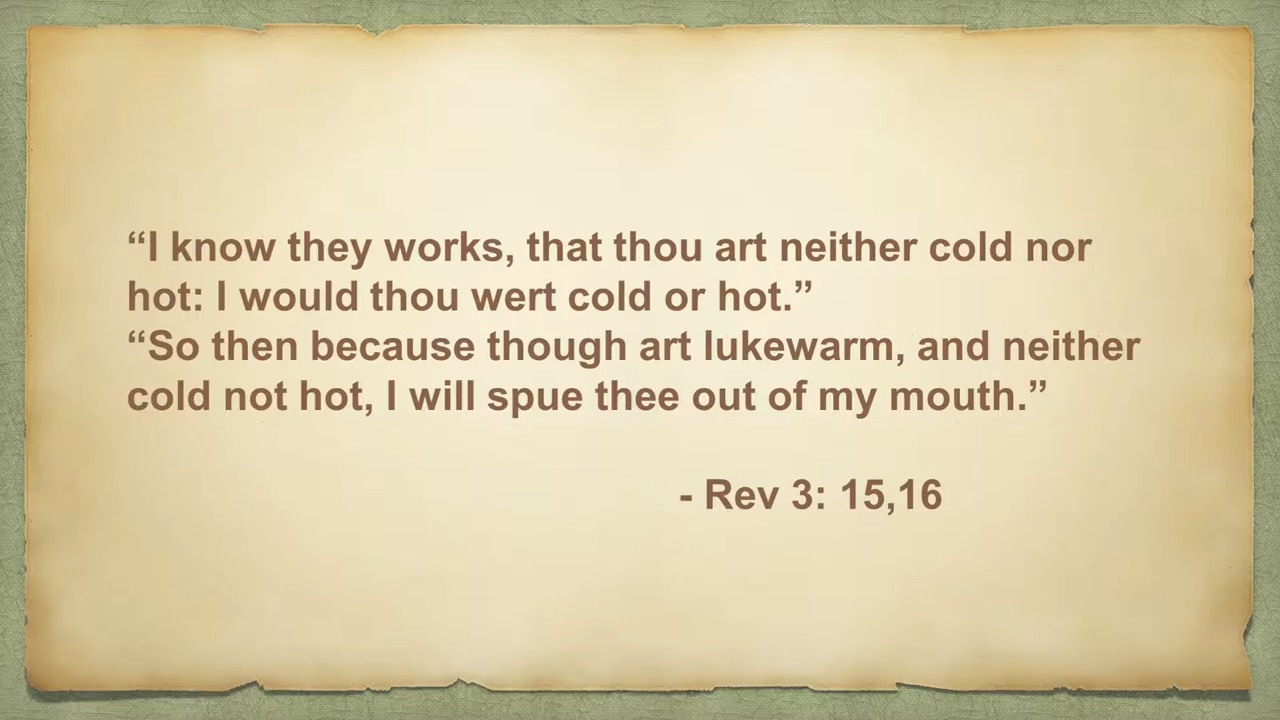 “I know they works, that thou art neither cold nor
hot: I would thou wert cold or hot.”
“So then because though art lukewarm, and neither
cold not hot, I will spue thee out of my mouth.”
- Rev 3: 15,16